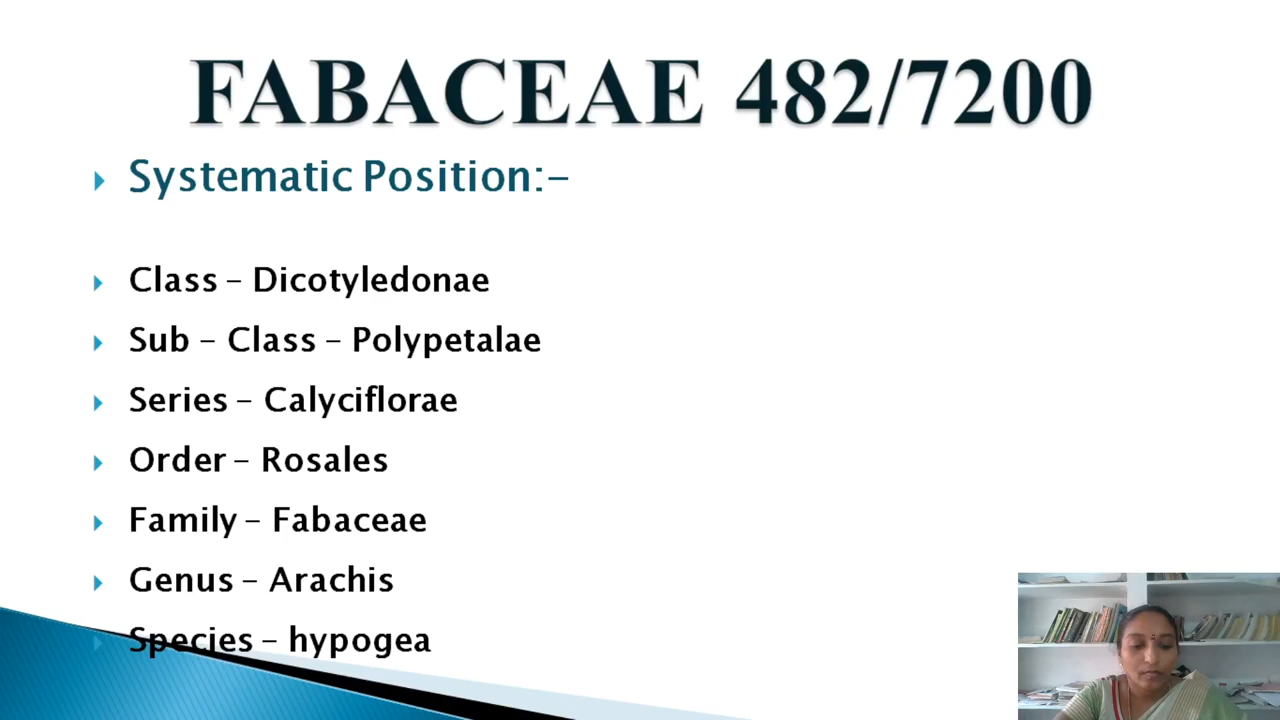 FABACEAE 482/7200
Systematic Position:-
Class – Dicotyledonae
Sub – Class – Polypetalae
Series – Calyciflorae
Order – Rosales
Family – Fabaceae
Genus – Arachis
Species – hypogea